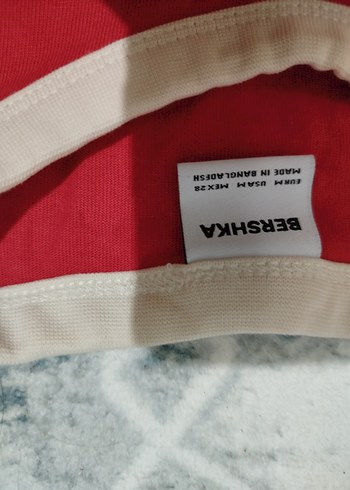 BERSHKA
EUR M USA M MEX 28
MADE IN BANGLADESH